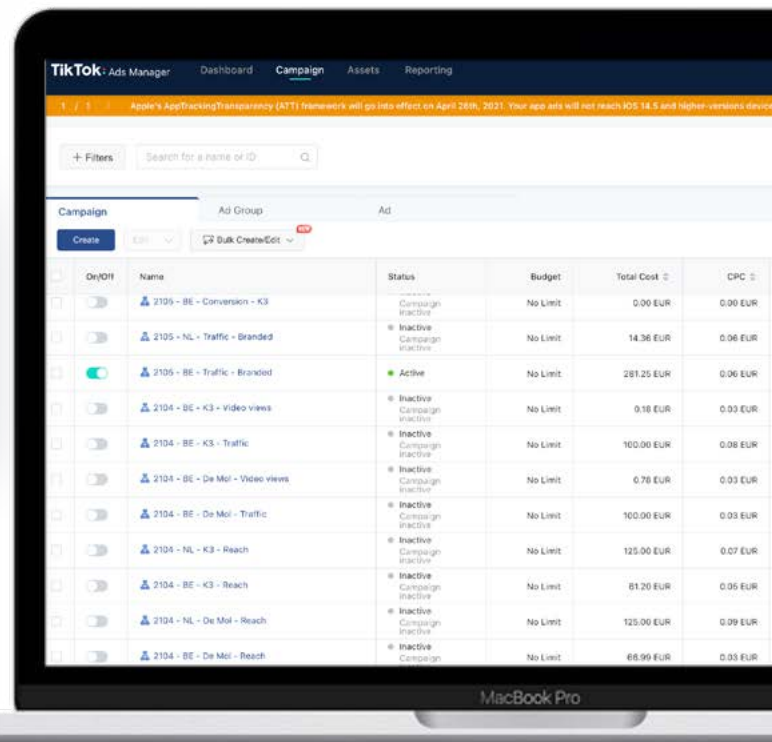 TikTok: Ads Manager Dashboard Campaign Assets Reporting
1 / 1 Apple's AppTrackingTransparency (ATT) framework will go into effect on April 26th, 2021. Your app ads will not reach iOS 14.5 and higher-versions device
+ Filters Search for a name or ID
Campaign Ad Group Ad
Create Edit Bulk Create/Edit NEW
On/Off Name Status Budget Total Cost CPC
2105 - BE - Conversion - K3 Campaign inactive No Limit 0.00 EUR 0.00 EUR
2105 - NL - Traffic - Branded Inactive Campaign inactive No Limit 14.36 EUR 0.06 EUR
2105 - BE - Traffic - Branded Active No Limit 281.25 EUR 0.06 EUR
2104 - BE - K3 - Video views Inactive Campaign inactive No Limit 0.18 EUR 0.03 EUR
2104 - BE - K3 - Traffic Inactive Campaign inactive No Limit 100.00 EUR 0.08 EUR
2104 - BE - De Mol - Video views Inactive Campaign inactive No Limit 0.78 EUR 0.03 EUR
2104 - BE - De Mol - Traffic Inactive Campaign inactive No Limit 100.00 EUR 0.03 EUR
2104 - NL - K3 - Reach Inactive Campaign inactive No Limit 125.00 EUR 0.07 EUR
2104 - BE - K3 - Reach Inactive Campaign inactive No Limit 81.20 EUR 0.05 EUR
2104 - NL - De Mol - Reach Inactive Campaign inactive No Limit 125.00 EUR 0.09 EUR
2104 - BE - De Mol - Reach Inactive Campaign No Limit 66.99 EUR 0.03 EUR
MacBook Pro